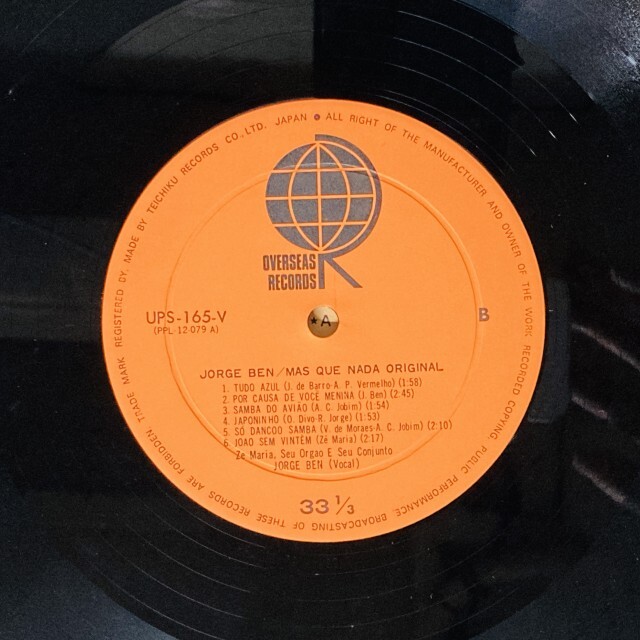 TRADE MARK REGISTERED BY. MADE BY TEICHIKU RECORDS CO., LTD. JAPAN • ALL RIGHT OF THE MANUFACTURER AND OWNER OF THE WORK RECORDED COPYING, PUBLIC PERFORMANCE, BROADCASTING OF THESE RECORDS ARE FORBIDDEN.
OVERSEAS
RECORDS
UPS-165-V
(PPL-12 079 A)
★A
B
JORGE BEN/MAS QUE NADA ORIGINAL
1. TUDO AZUL (J. de Barro-A. P. Vermelho) (1:58)
2. POR CAUSA DE VOCÊ MENINA (J. Ben) (2:45)
3. SAMBA DO AVIÃO (A. C. Jobim) (1:54)
4. JAPONINHO (O. Divo-R. Jorge) (1:53)
5. SÓ DANCOO SAMBA (V. de Moraes-A. C. Jobim) (2:10)
6. JOAO SEM VINTÉM (Zé Maria) (2:17)
Ze Maria, Seu Orgao E Seu Conjunto
JORGE BEN (Vocal)
33 1/3